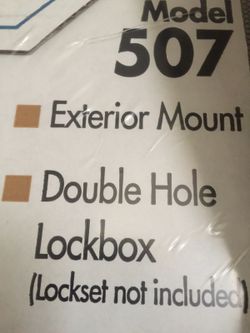 Model
507
Exterior Mount
Double Hole
Lockbox
(Lockset not included)